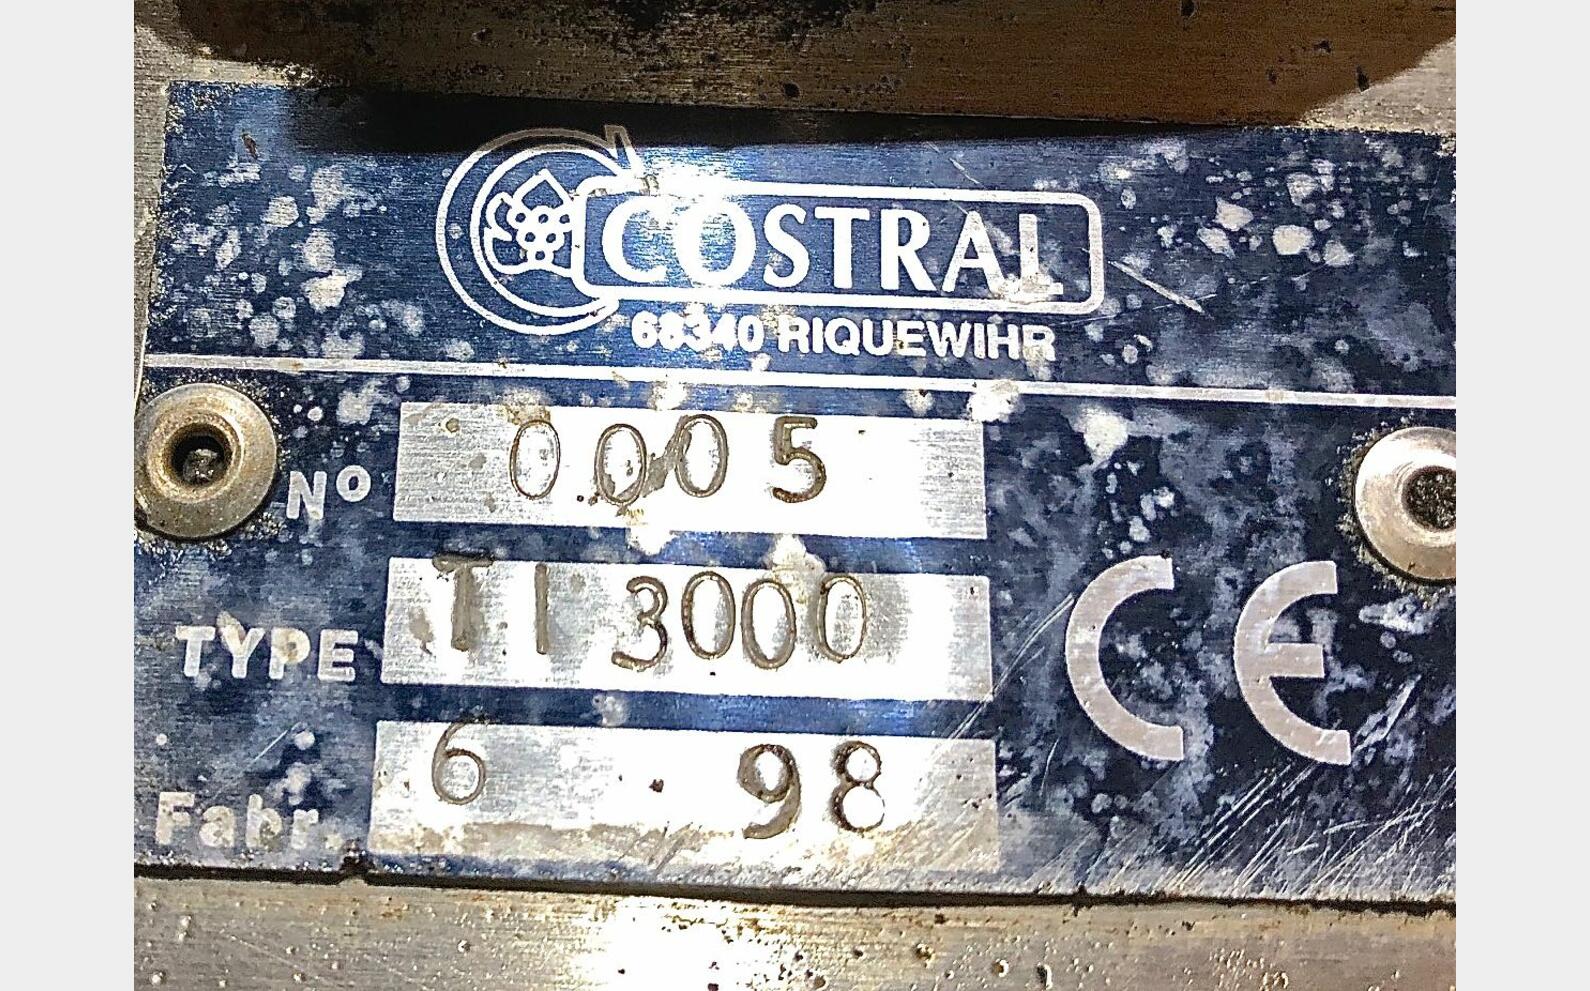 COSTRAL
68340 RIQUEWIHR
Nº 0005
TYPE TI 3000
Fabr. 6 . 98
CE